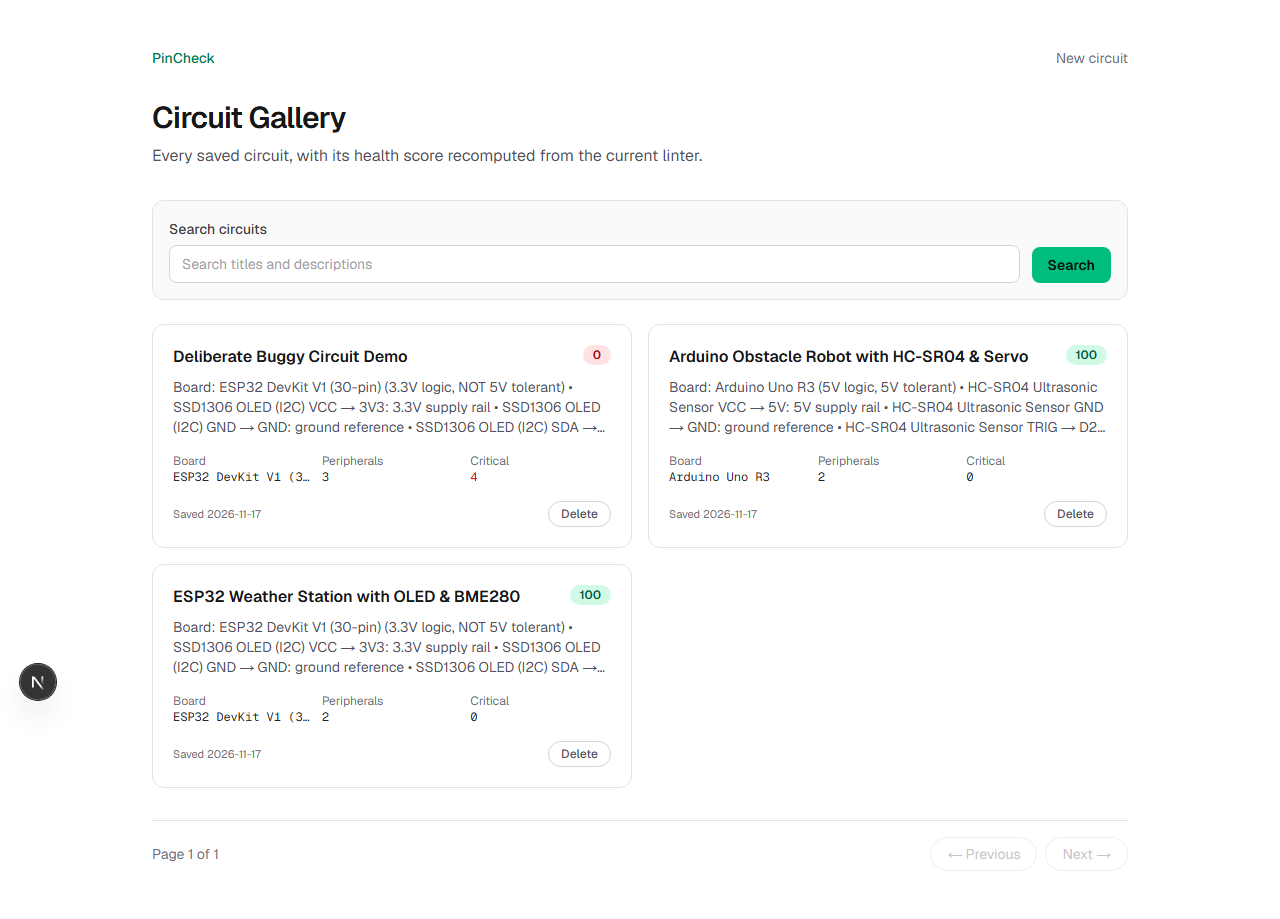 PinCheck
New circuit
Circuit Gallery
Every saved circuit, with its health score recomputed from the current linter.
Search circuits
Search titles and descriptions
Search
Deliberate Buggy Circuit Demo
0
Board: ESP32 DevKit V1 (30-pin) (3.3V logic, NOT 5V tolerant) •
SSD1306 OLED (I2C) VCC → 3V3: 3.3V supply rail • SSD1306 OLED
(I2C) GND → GND: ground reference • SSD1306 OLED (I2C) SDA →…
Board
Peripherals
Critical
ESP32 DevKit V1 (3…
3
4
Saved 2026-11-17
Delete
Arduino Obstacle Robot with HC-SR04 & Servo
100
Board: Arduino Uno R3 (5V logic, 5V tolerant) • HC-SR04 Ultrasonic
Sensor VCC → 5V: 5V supply rail • HC-SR04 Ultrasonic Sensor GND
→ GND: ground reference • HC-SR04 Ultrasonic Sensor TRIG → D2…
Board
Peripherals
Critical
Arduino Uno R3
2
0
Saved 2026-11-17
Delete
ESP32 Weather Station with OLED & BME280
100
Board: ESP32 DevKit V1 (30-pin) (3.3V logic, NOT 5V tolerant) •
SSD1306 OLED (I2C) VCC → 3V3: 3.3V supply rail • SSD1306 OLED
(I2C) GND → GND: ground reference • SSD1306 OLED (I2C) SDA →…
Board
Peripherals
Critical
ESP32 DevKit V1 (3…
2
0
Saved 2026-11-17
Delete
N
Page 1 of 1
← Previous
Next →